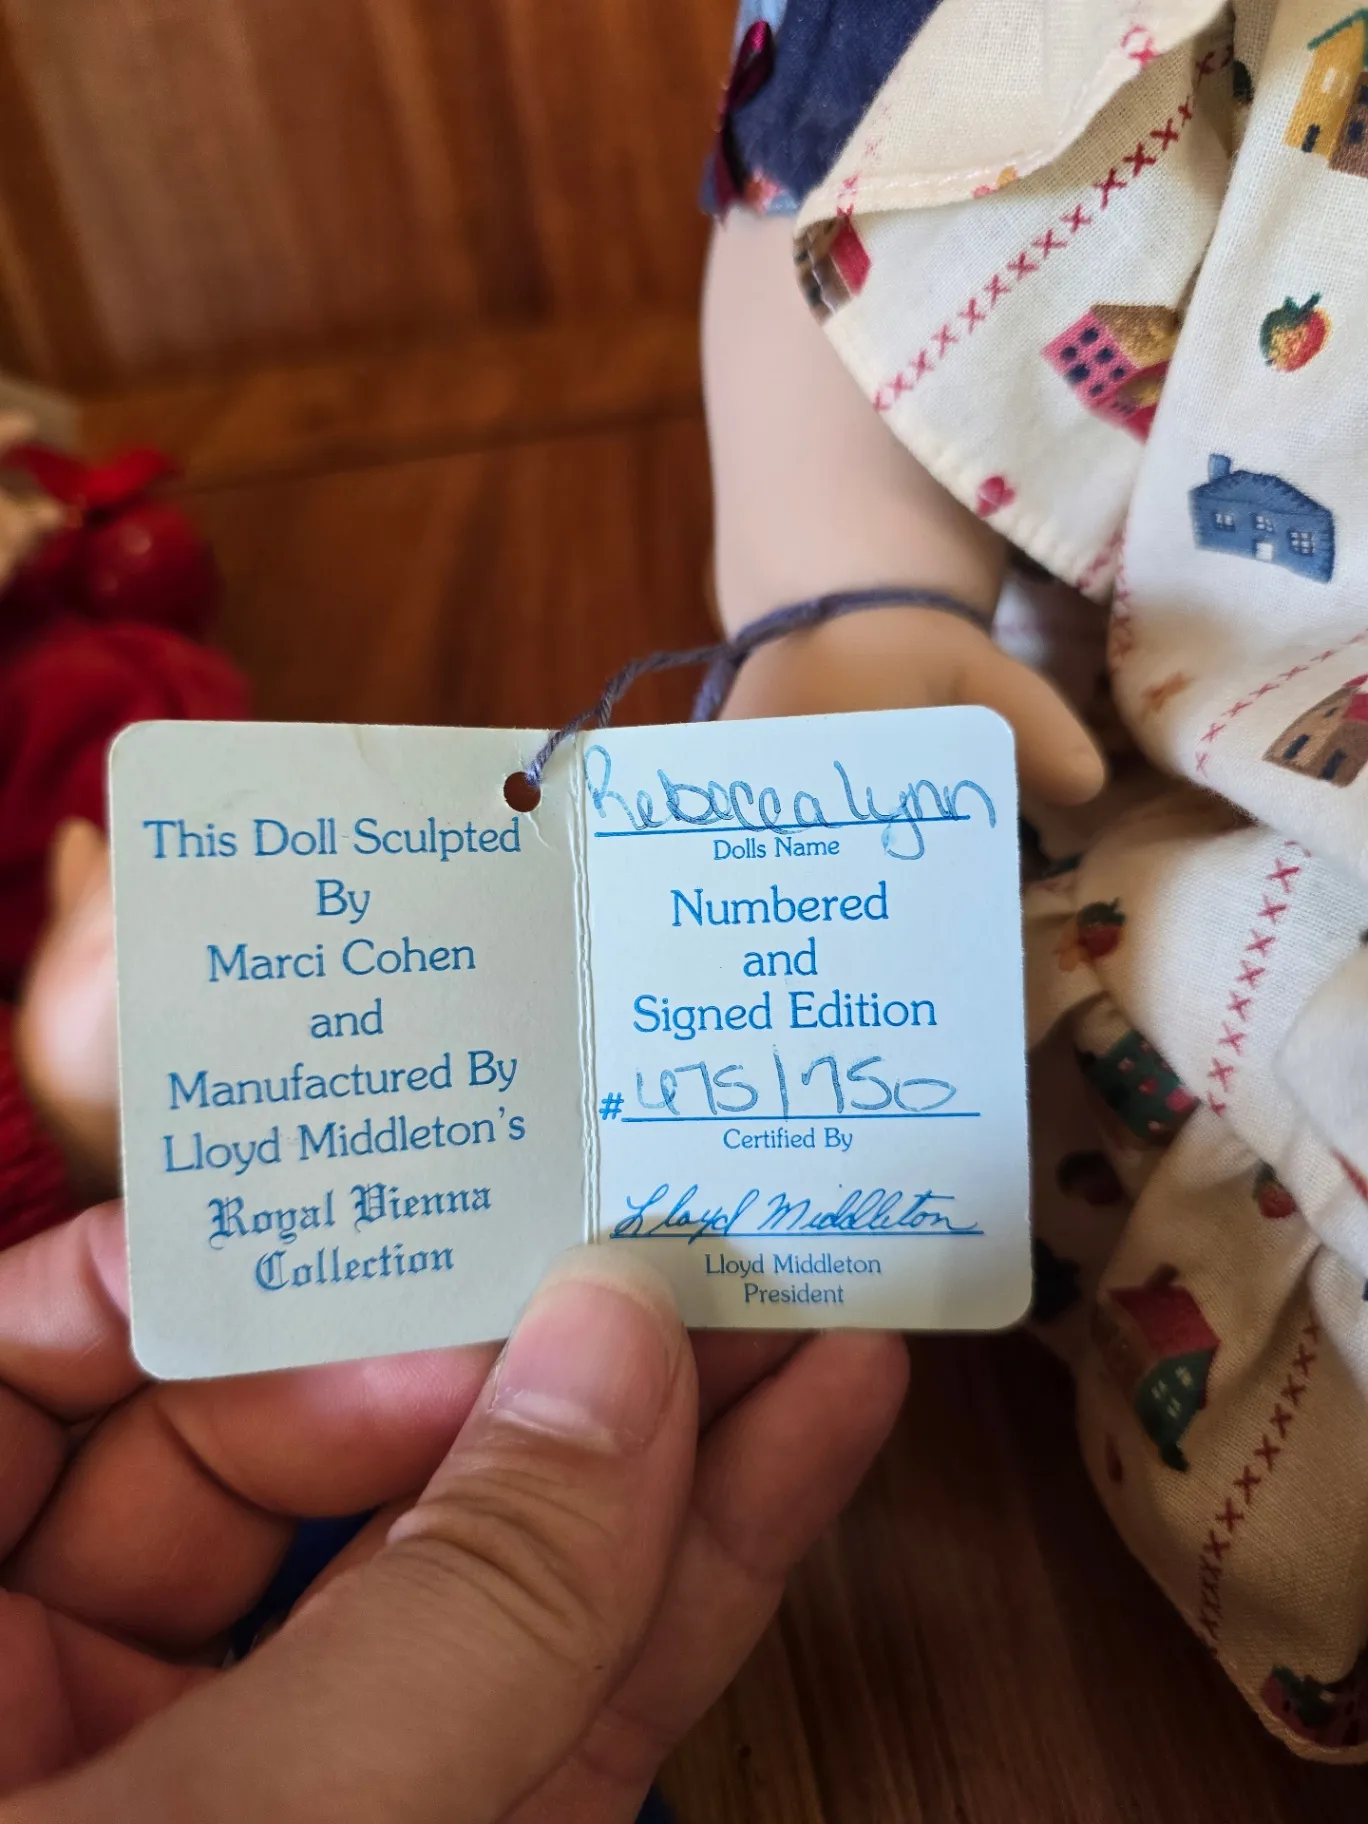 This Doll Sculpted
By
Marci Cohen
and
Manufactured By
Lloyd Middleton's
Royal Vienna
Collection
Rebecca lynn
Dolls Name
Numbered
and
Signed Edition
# 475/750
Certified By
Lloyd Middleton
Lloyd Middleton
President